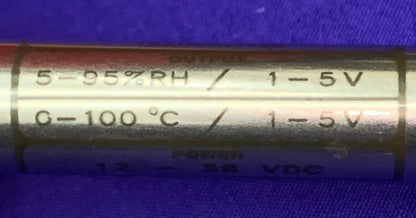 OUTPUT
5-95%RH / 1-5V
0-100°C / 1-5V
POWER
12 - 36 VDC